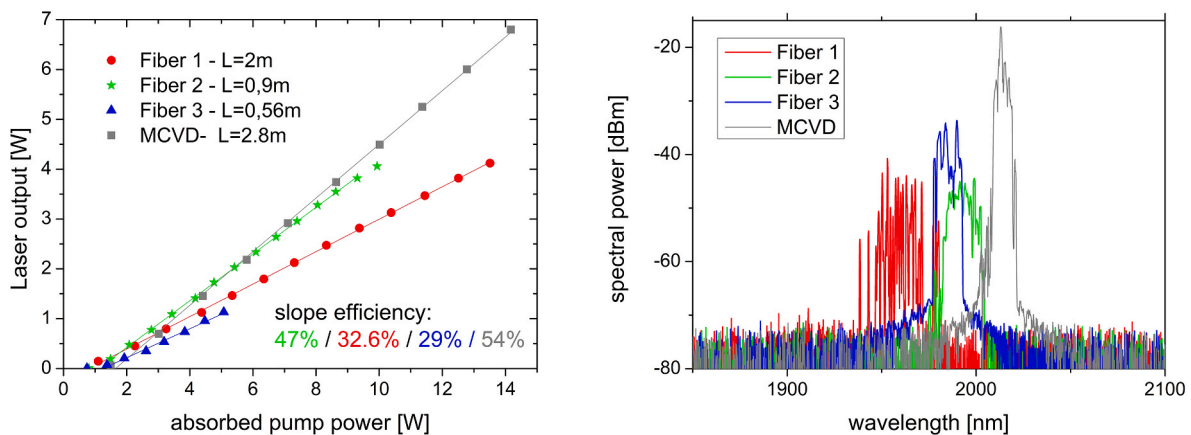 7
6
5
4
3
2
1
0
Laser output [W]
Fiber 1 - L=2m
Fiber 2 - L=0,9m
Fiber 3 - L=0,56m
MCVD-  L=2.8m
slope efficiency:
47% / 32.6% / 29% / 54%
0 2 4 6 8 10 12 14
absorbed pump power [W]
-20
-40
-60
-80
spectral power [dBm]
Fiber 1
Fiber 2
Fiber 3
MCVD
1900 2000 2100
wavelength [nm]